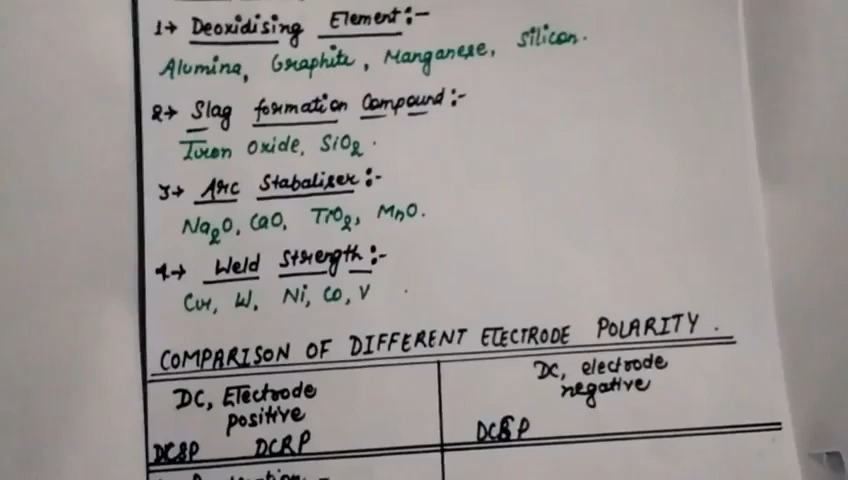 1→ Deoxidising Element:-
Alumina, Graphite, Manganese, Silicon.
2→ Slag formation Compound:-
Iron Oxide, SiO2.
3→ Arc Stabaliser:-
Na2O, CaO, TiO2, MnO.
4→ Weld Strength:-
Cr, W, Ni, Co, V
COMPARISON OF DIFFERENT ELECTRODE POLARITY.
DC, Electrode positive
DCSP DCRP
DC, electrode negative
DCSP